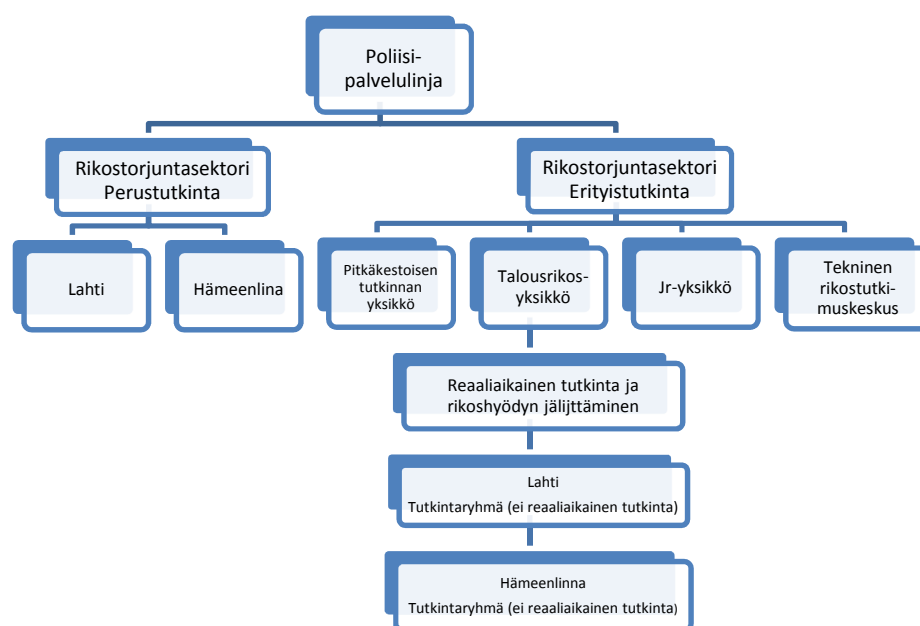 Poliisi-
palvelulinja
Rikostorjuntasektori
Perustutkinta
Rikostorjuntasektori
Erityistutkinta
Lahti
Hämeenlina
Pitkäkestoisen
tutkinnan
yksikkö
Talousrikos-
yksikkö
Jr-yksikkö
Tekninen
rikostutki-
muskeskus
Reaaliaikainen tutkinta ja
rikoshyödyn jälijttäminen
Lahti
Tutkintaryhmä (ei reaaliaikainen tutkinta)
Hämeenlinna
Tutkintaryhmä (ei reaaliaikainen tutkinta)